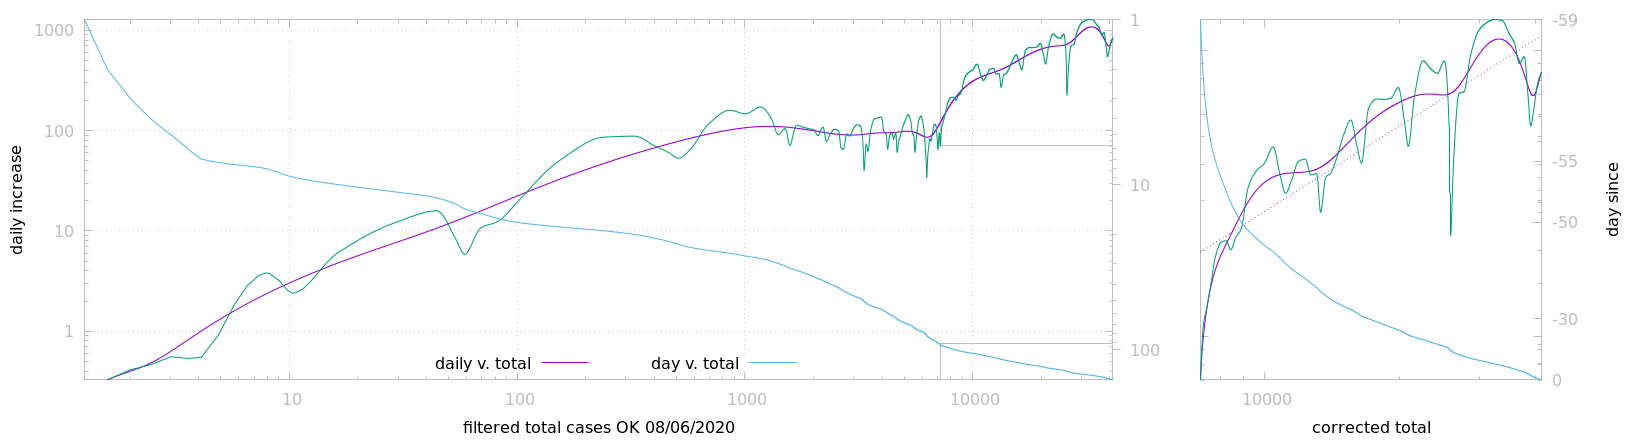 1000
100
10
1
daily increase
10
100
1000
10000
filtered total cases OK 08/06/2020
daily v. total
day v. total
1
10
100
10000
corrected total
-59
-55
-50
-30
0
day since